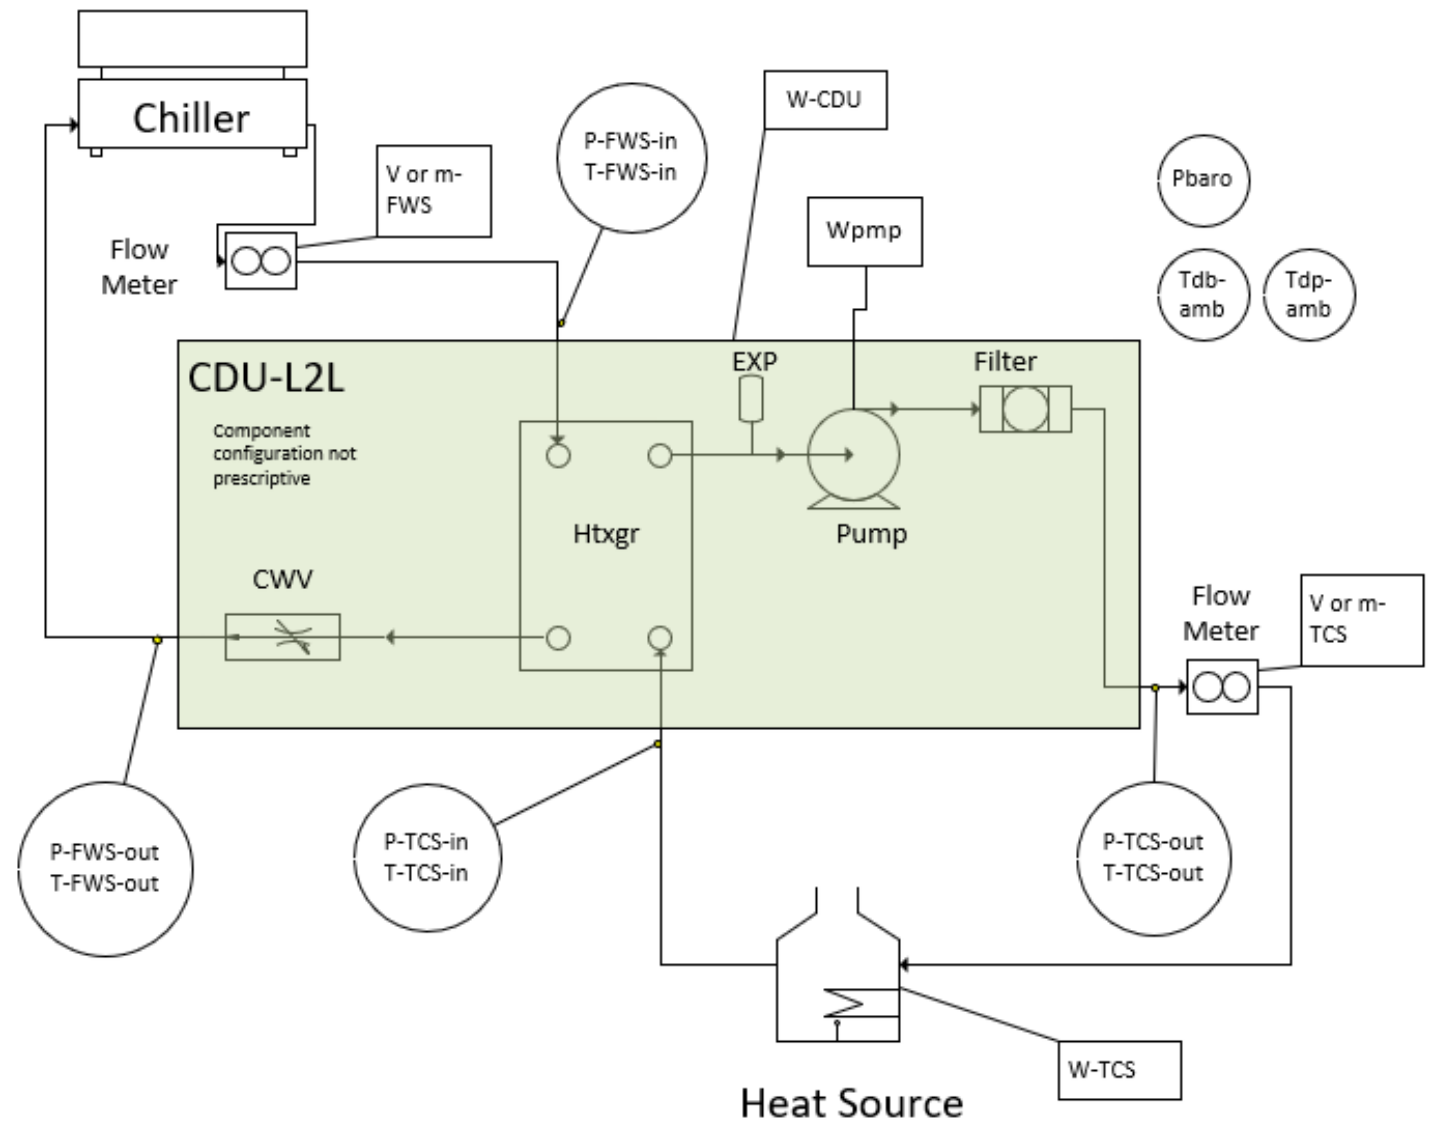 Chiller
W-CDU
P-FWS-in
T-FWS-in
V or m-
FWS
Pbaro
Wpmp
Flow
Meter
Tdb-
amb
Tdp-
amb
CDU-L2L
EXP
Filter
Component
configuration not
prescriptive
Htxgr
Pump
CWV
Flow
Meter
V or m-
TCS
P-FWS-out
T-FWS-out
P-TCS-in
T-TCS-in
P-TCS-out
T-TCS-out
W-TCS
Heat Source